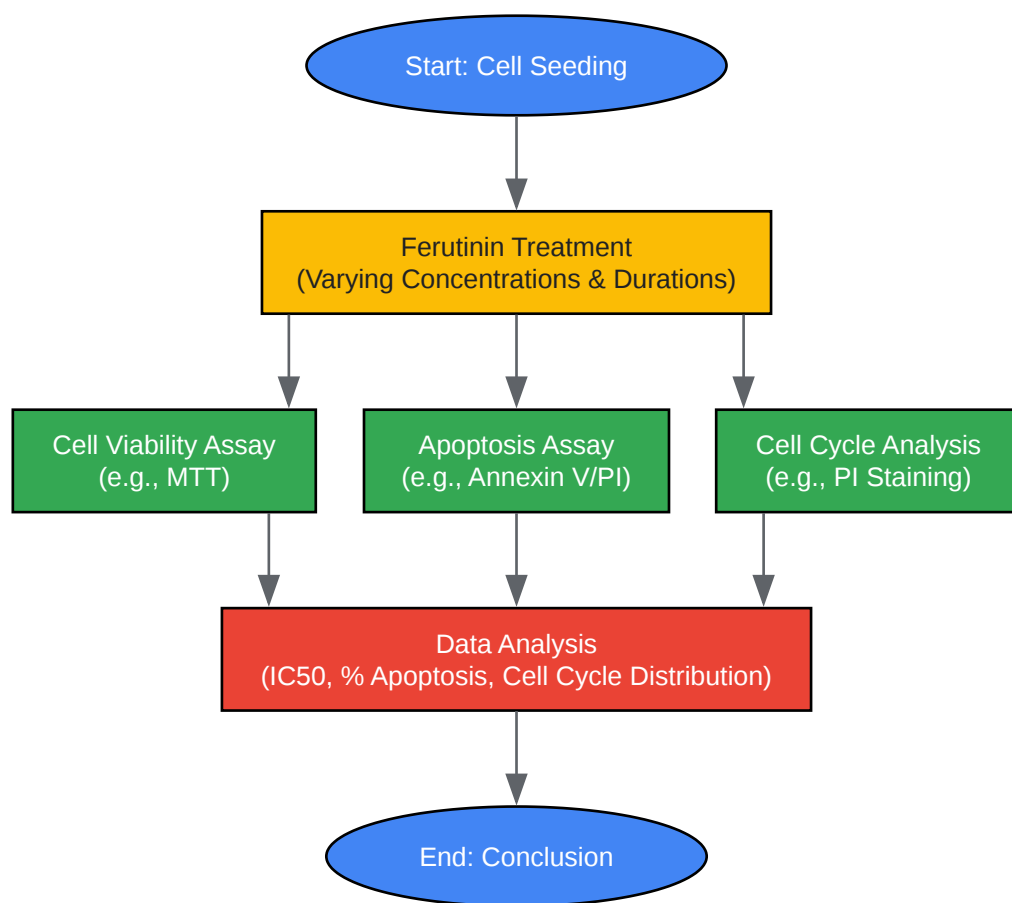 Start: Cell Seeding
Ferutinin Treatment
(Varying Concentrations & Durations)
Cell Viability Assay
(e.g., MTT)
Apoptosis Assay
(e.g., Annexin V/PI)
Cell Cycle Analysis
(e.g., PI Staining)
Data Analysis
(IC50, % Apoptosis, Cell Cycle Distribution)
End: Conclusion